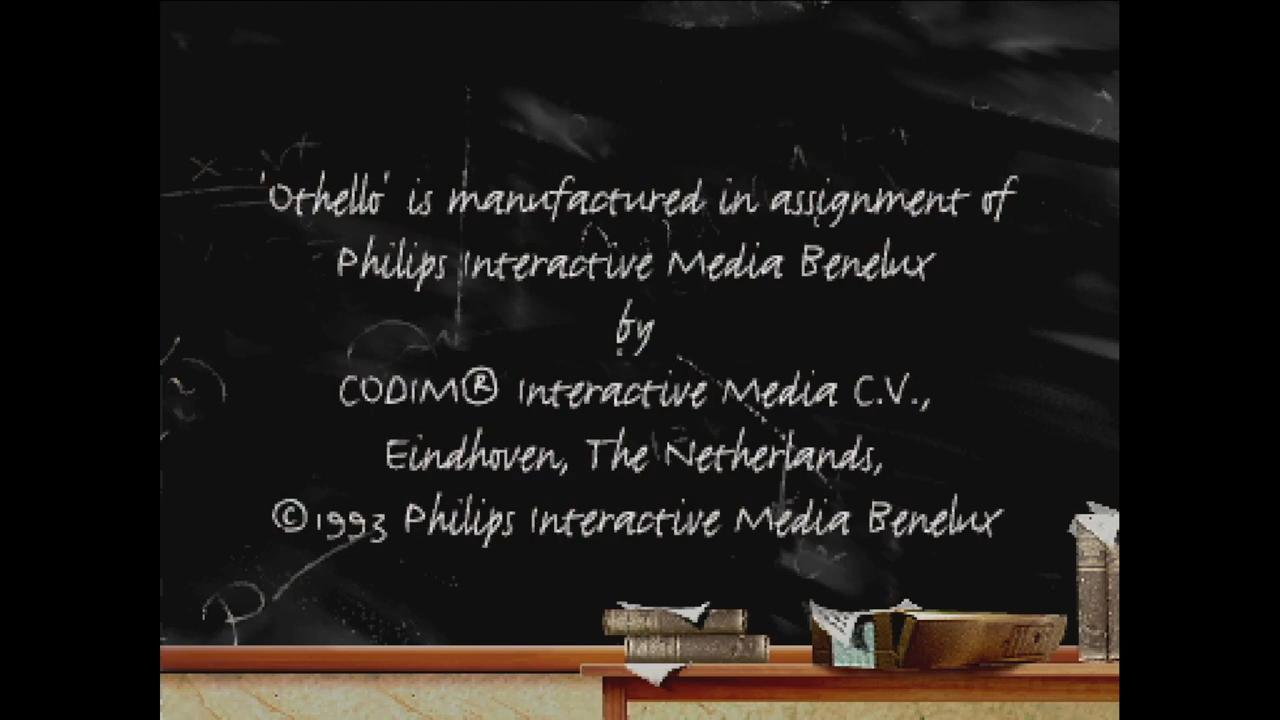 'Othello' is manufactured in assignment of
Philips Interactive Media Benelux
by
CODIM® Interactive Media C.V.,
Eindhoven, The Netherlands,
©1993 Philips Interactive Media Benelux